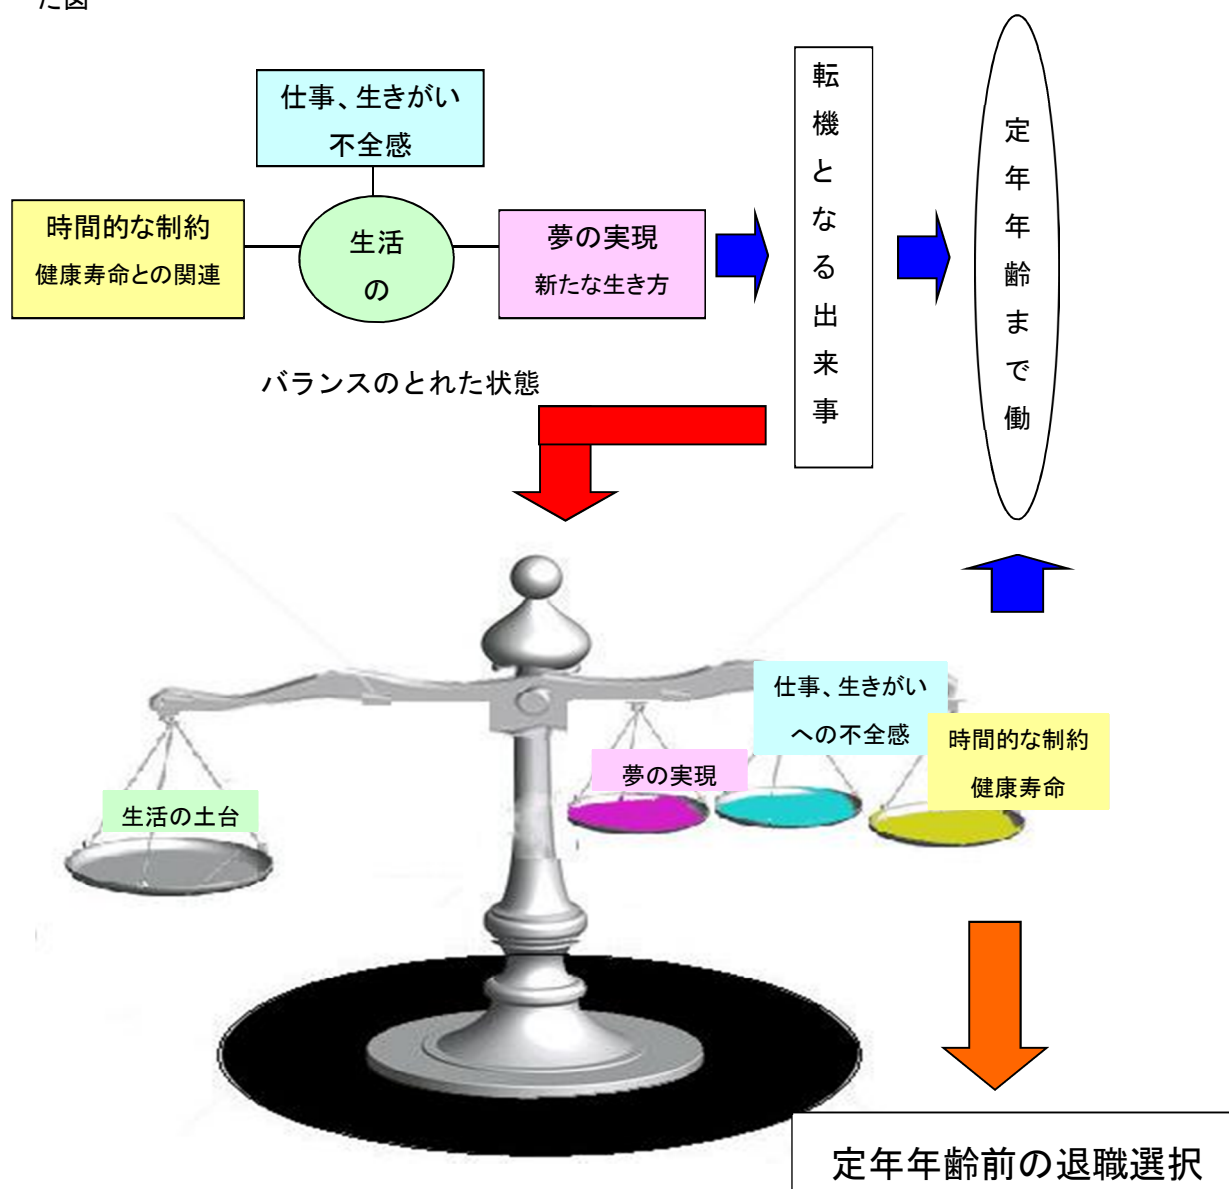 た図
仕事、生きがい
不全感
時間的な制約
健康寿命との関連
生活
の
夢の実現
新たな生き方
転機となる出来事
定年年齢まで働
バランスのとれた状態
仕事、生きがい
への不全感
時間的な制約
健康寿命
夢の実現
生活の土台
定年年齢前の退職選択